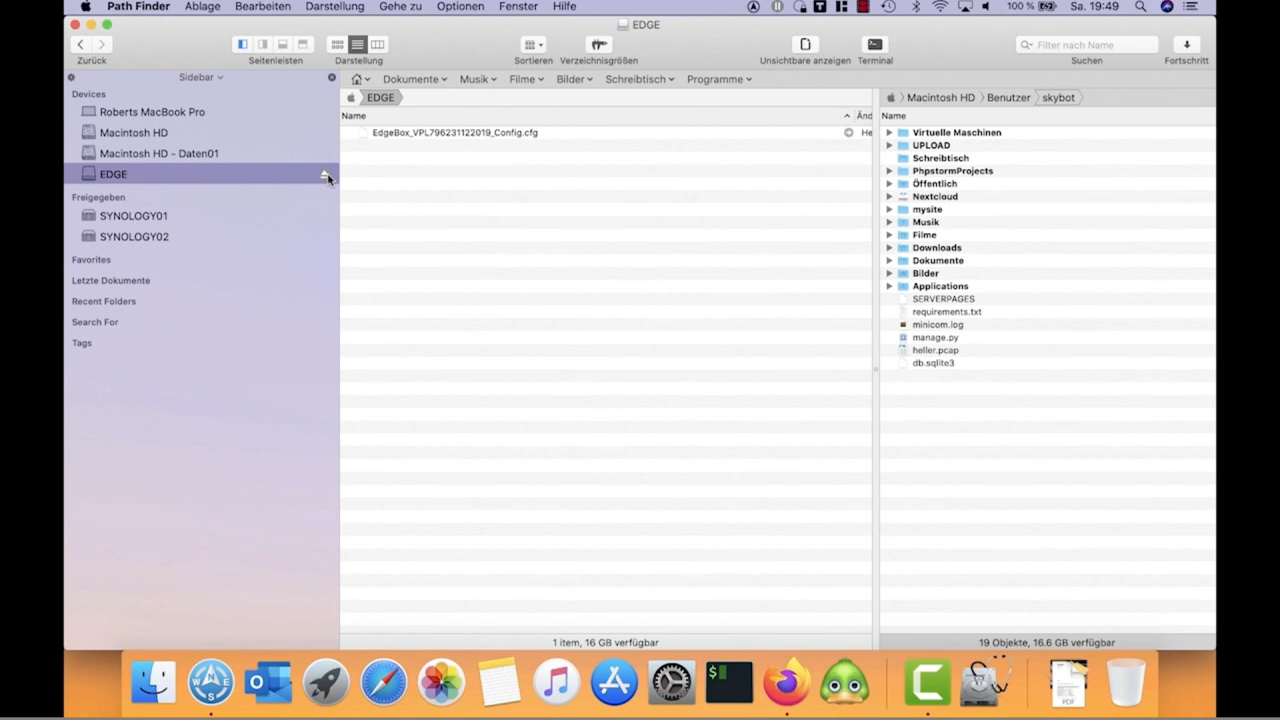 Path Finder Ablage Bearbeiten Darstellung Gehe zu Optionen Fenster Hilfe 100 % Sa. 19:49
EDGE
Zurück Seitenleisten Darstellung Sortieren Verzeichnisgrößen Unsichtbare anzeigen Terminal Filter nach Name Suchen Fortschritt
Sidebar
Dokumente Musik Filme Bilder Schreibtisch Programme
Devices
Roberts MacBook Pro
Macintosh HD
Macintosh HD - Daten01
EDGE
Freigegeben
SYNOLOGY01
SYNOLOGY02
Favorites
Letzte Dokumente
Recent Folders
Search For
Tags
EDGE
Name Änd
EdgeBox_VPL796231122019_Config.cfg He
1 item, 16 GB verfügbar
Macintosh HD Benutzer skybot
Name
Virtuelle Maschinen
UPLOAD
Schreibtisch
PhpstormProjects
Öffentlich
Nextcloud
mysite
Musik
Filme
Downloads
Dokumente
Bilder
Applications
SERVERPAGES
requirements.txt
minicom.log
manage.py
heller.pcap
db.sqlite3
19 Objekte, 16.6 GB verfügbar
PDF